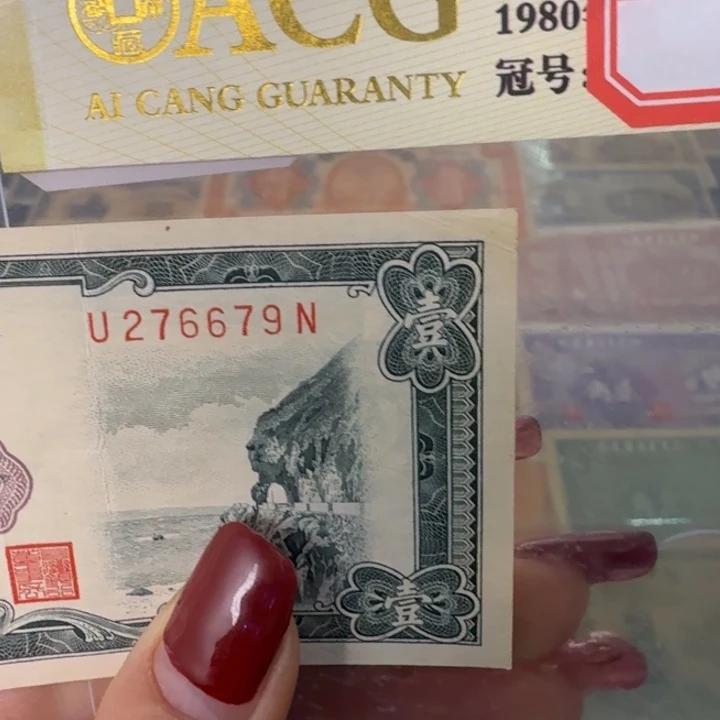 ACG
1980
AI CANG GUARANTY
冠号:
U276679N
壹
壹